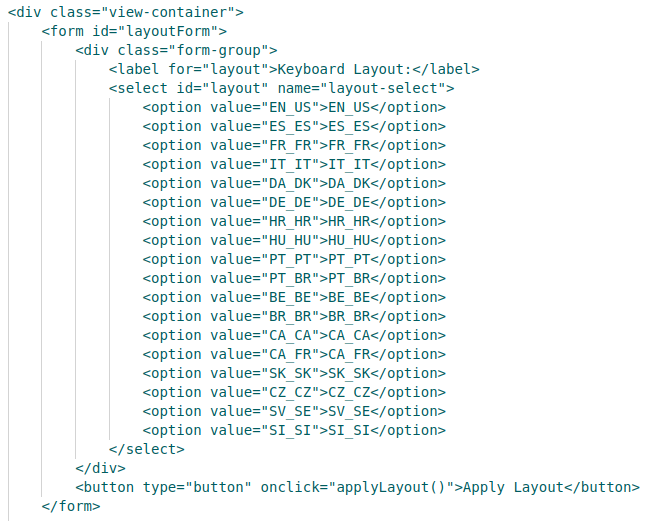 <div class="view-container">
<form id="layoutForm">
<div class="form-group">
<label for="layout">Keyboard Layout:</label>
<select id="layout" name="layout-select">
<option value="EN_US">EN_US</option>
<option value="ES_ES">ES_ES</option>
<option value="FR_FR">FR_FR</option>
<option value="IT_IT">IT_IT</option>
<option value="DA_DK">DA_DK</option>
<option value="DE_DE">DE_DE</option>
<option value="HR_HR">HR_HR</option>
<option value="HU_HU">HU_HU</option>
<option value="PT_PT">PT_PT</option>
<option value="PT_BR">PT_BR</option>
<option value="BE_BE">BE_BE</option>
<option value="BR_BR">BR_BR</option>
<option value="CA_CA">CA_CA</option>
<option value="CA_FR">CA_FR</option>
<option value="SK_SK">SK_SK</option>
<option value="CZ_CZ">CZ_CZ</option>
<option value="SV_SE">SV_SE</option>
<option value="SI_SI">SI_SI</option>
</select>
</div>
<button type="button" onclick="applyLayout()">Apply Layout</button>
</form>